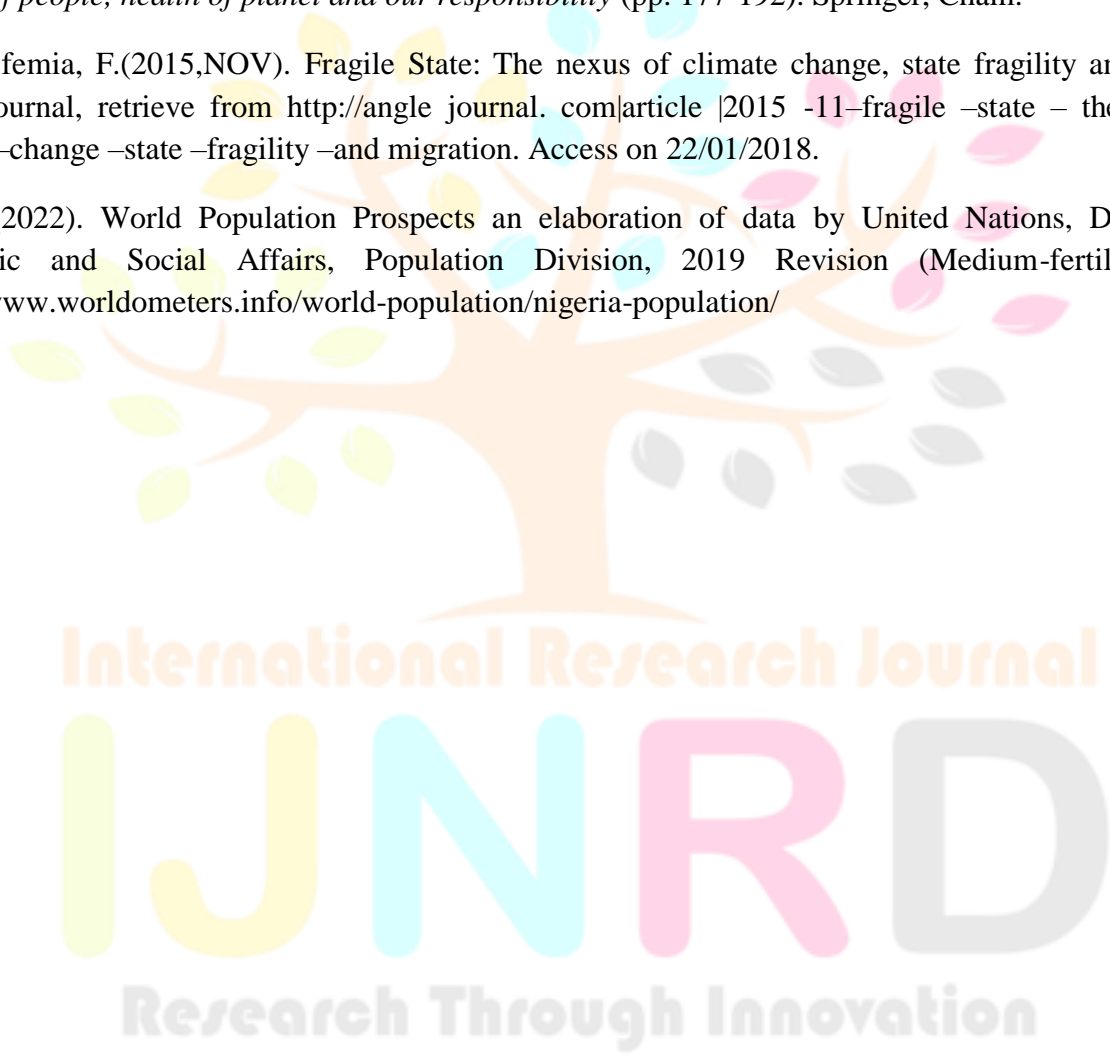 of people, health of planet and our responsibility (pp. 177-192). Springer, Cham.
femia, F.(2015,NOV). Fragile State: The nexus of climate change, state fragility
ournal, retrieve from http://angle journal. com|article |2015 -11–fragile –state – the
–change –state –fragility –and migration. Access on 22/01/2018.
2022). World Population Prospects an elaboration of data by United Nations, D
ic and Social Affairs, Population Division, 2019 Revision (Medium-fertil
www.worldometers.info/world-population/nigeria-population/
International Research Journal
IJNRD
Research Through Innovation